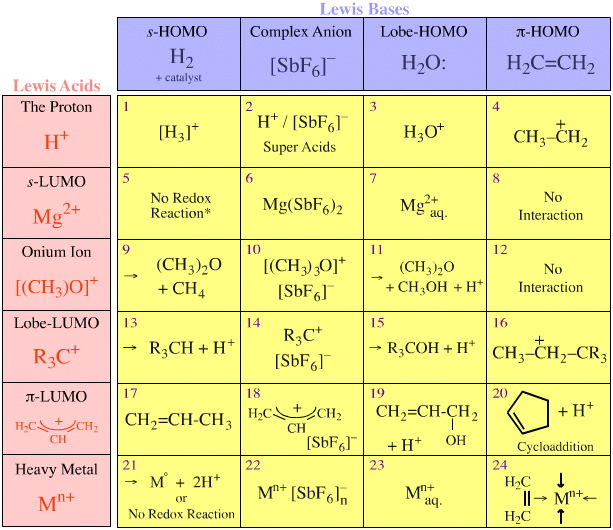 Lewis Bases
s-HOMO
H2
+ catalyst
Complex Anion
[SbF6]–
Lobe-HOMO
H2O:
π-HOMO
H2C=CH2
Lewis Acids
The Proton
H+
1
[H3]+
2
H+ / [SbF6]–
Super Acids
3
H3O+
4
+
CH3–CH2
s-LUMO
Mg2+
5
No Redox
Reaction*
6
Mg(SbF6)2
7
Mg2+
aq.
8
No
Interaction
Onium Ion
[(CH3)O]+
9
→ (CH3)2O
+ CH4
10
[(CH3)3O]+
[SbF6]–
11
→ (CH3)2O
+ CH3OH + H+
12
No
Interaction
Lobe-LUMO
R3C+
13
→ R3CH + H+
14
R3C+
[SbF6]–
15
→ R3COH + H+
16
+
CH3–CH2–CR3
π-LUMO
+
H2C CH2
CH
17
CH2=CH-CH3
18
+
H2C CH2
CH
[SbF6]–
19
CH2=CH-CH2
OH
+ H+
20
+ H+
Cycloaddition
Heavy Metal
Mn+
21
→ M° + 2H+
or
No Redox Reaction
22
Mn+ [SbF6]–n
23
Mn+
aq.
24
H2C
→ Mn+ ←
H2C